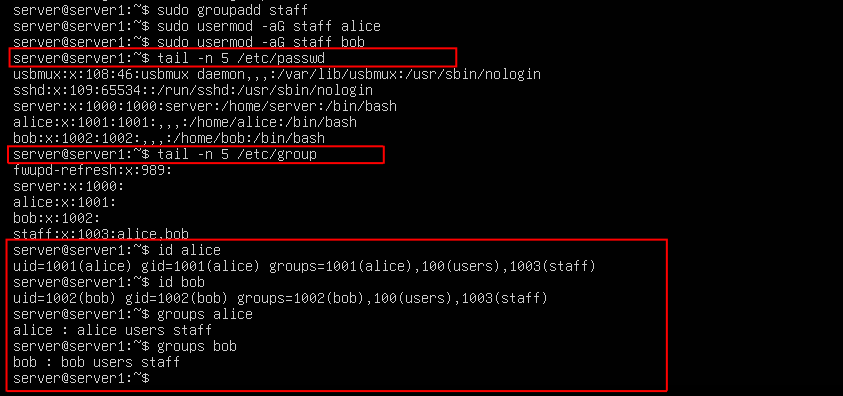 server@server1:~$ sudo groupadd staff
server@server1:~$ sudo usermod -aG staff alice
server@server1:~$ sudo usermod -aG staff bob
server@server1:~$ tail -n 5 /etc/passwd
usbmux:x:108:46:usbmux daemon,,,:/var/lib/usbmux:/usr/sbin/nologin
sshd:x:109:65534::/run/sshd:/usr/sbin/nologin
server:x:1000:1000:server:/home/server:/bin/bash
alice:x:1001:1001:,,,:/home/alice:/bin/bash
bob:x:1002:1002:,,,:/home/bob:/bin/bash
server@server1:~$ tail -n 5 /etc/group
fwupd-refresh:x:989:
server:x:1000:
alice:x:1001:
bob:x:1002:
staff:x:1003:alice,bob
server@server1:~$ id alice
uid=1001(alice) gid=1001(alice) groups=1001(alice),100(users),1003(staff)
server@server1:~$ id bob
uid=1002(bob) gid=1002(bob) groups=1002(bob),100(users),1003(staff)
server@server1:~$ groups alice
alice : alice users staff
server@server1:~$ groups bob
bob : bob users staff
server@server1:~$